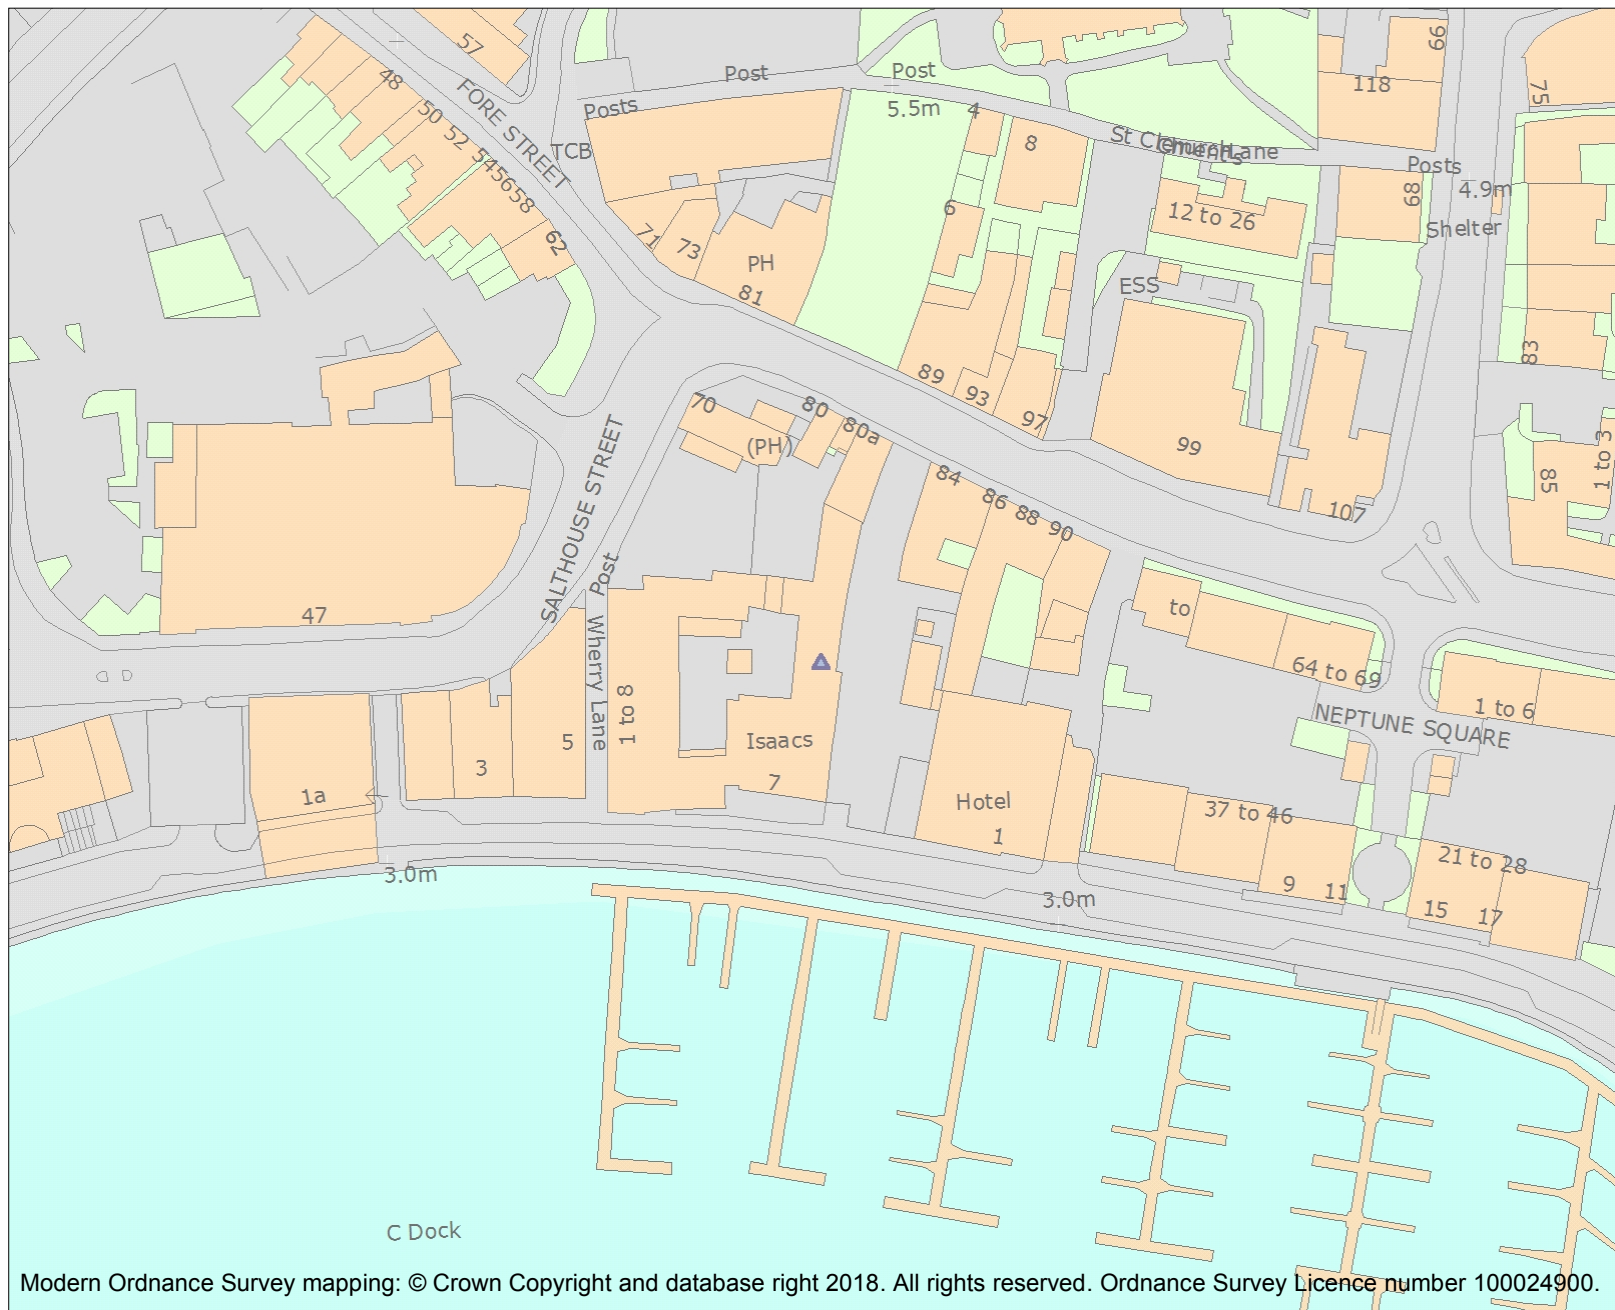 57
66
48
Post
Post
118
75
FORE STREET
50
Posts
5.5m
4
52
TCB
8
St Clement's
Church Lane
Posts
54
56
58
6
12 to 26
68
4.9m
Shelter
62
71
73
PH
81
ESS
83
89
93
97
70
80
80a
(PH)
99
1 to 3
85
84
86
88
90
107
SALTHOUSE STREET
Post
47
to
Wherry Lane
64 to 69
1 to 8
1 to 6
NEPTUNE SQUARE
5
Isaacs
3
7
1a
Hotel
1
37 to 46
21 to 28
3.0m
9
11
3.0m
15
17
C Dock
Modern Ordnance Survey mapping: © Crown Copyright and database right 2018. All rights reserved. Ordnance Survey Licence number 100024900.